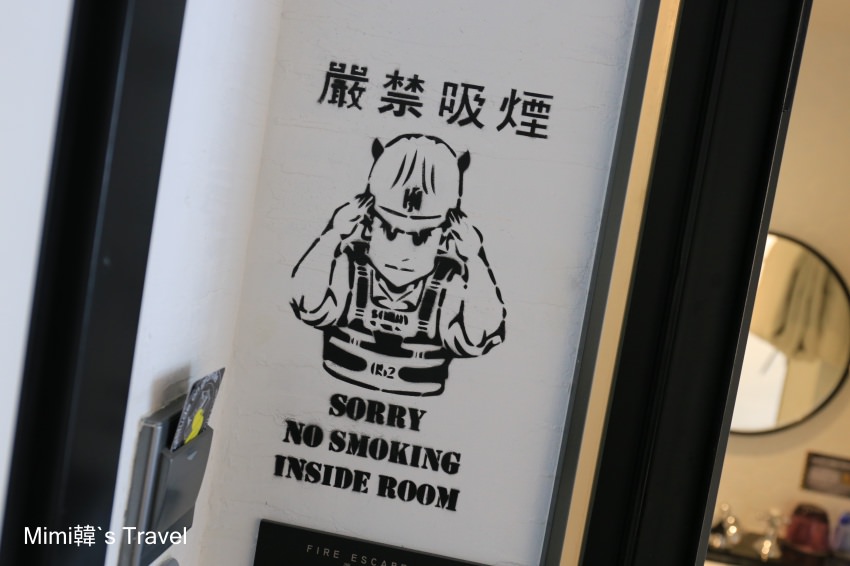 嚴禁吸煙
SORRY
NO SMOKING
INSIDE ROOM
FIRE ESCAPE
Mimi韓`s Travel